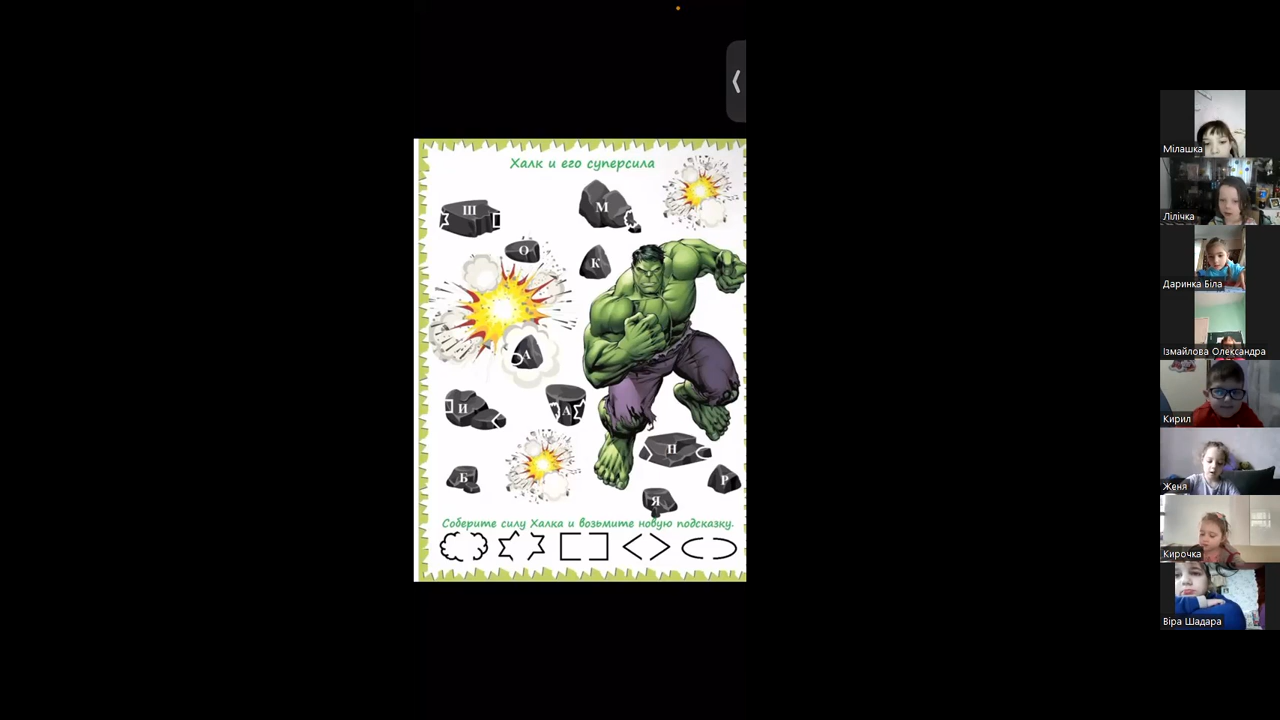 Халк и его суперсила
Ш
М
О
К
А
И
А
Н
Б
Р
Я
Соберите силу Халка и возьмите новую подсказку.
Мілашка
Лілічка
Даринка Біла
Ізмайлова Олександра
Кирил
Женя
Кирочка
Віра Шадара